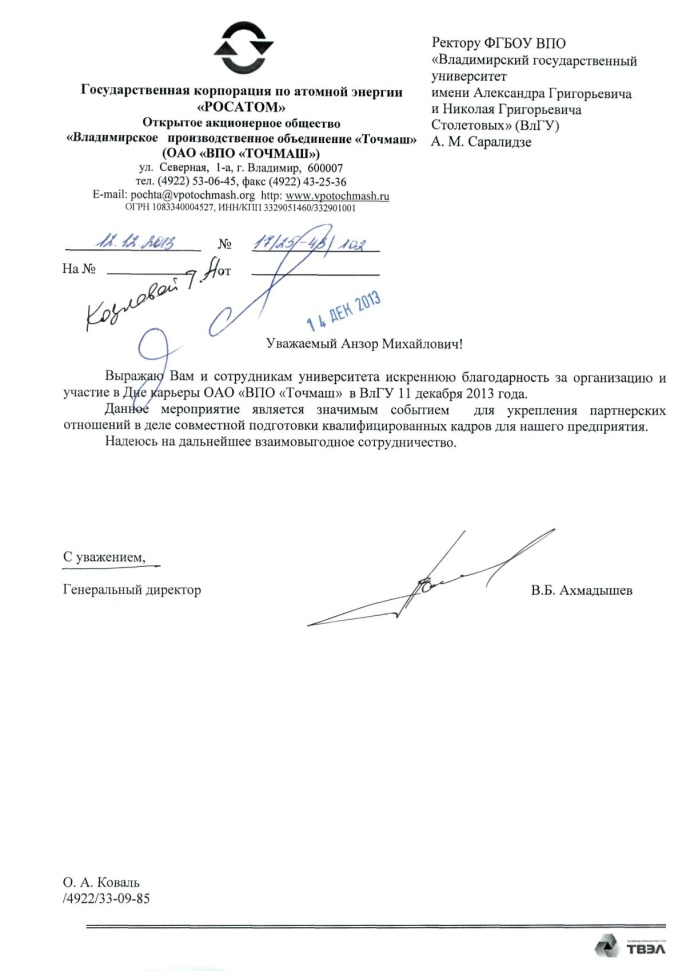 Государственная корпорация по атомной энергии
«РОСАТОМ»
Открытое акционерное общество
«Владимирское производственное объединение «Точмаш»
(ОАО «ВПО «ТОЧМАШ»)
ул. Северная, 1-а, г. Владимир, 600007
тел. (4922) 53-06-45, факс (4922) 43-25-36
E-mail: pochta@vpotochmash.org http: www.vpotochmash.ru
ОГРН 1083340004527, ИНН/КПП 3329051460/332901001
Ректору ФГБОУ ВПО
«Владимирский государственный
университет
имени Александра Григорьевича
и Николая Григорьевича
Столетовых» (ВлГУ)
А. М. Саралидзе
12.12.2013 № 17/25-43/102
На № от
Козловой
14 ДЕК 2013
Уважаемый Анзор Михайлович!
Выражаю Вам и сотрудникам университета искреннюю благодарность за организацию и
участие в Дне карьеры ОАО «ВПО «Точмаш» в ВлГУ 11 декабря 2013 года.
Данное мероприятие является значимым событием для укрепления партнерских
отношений в деле совместной подготовки квалифицированных кадров для нашего предприятия.
Надеюсь на дальнейшее взаимовыгодное сотрудничество.
С уважением,
Генеральный директор В.Б. Ахмадышев
О. А. Коваль
/4922/33-09-85
ТВЭЛ